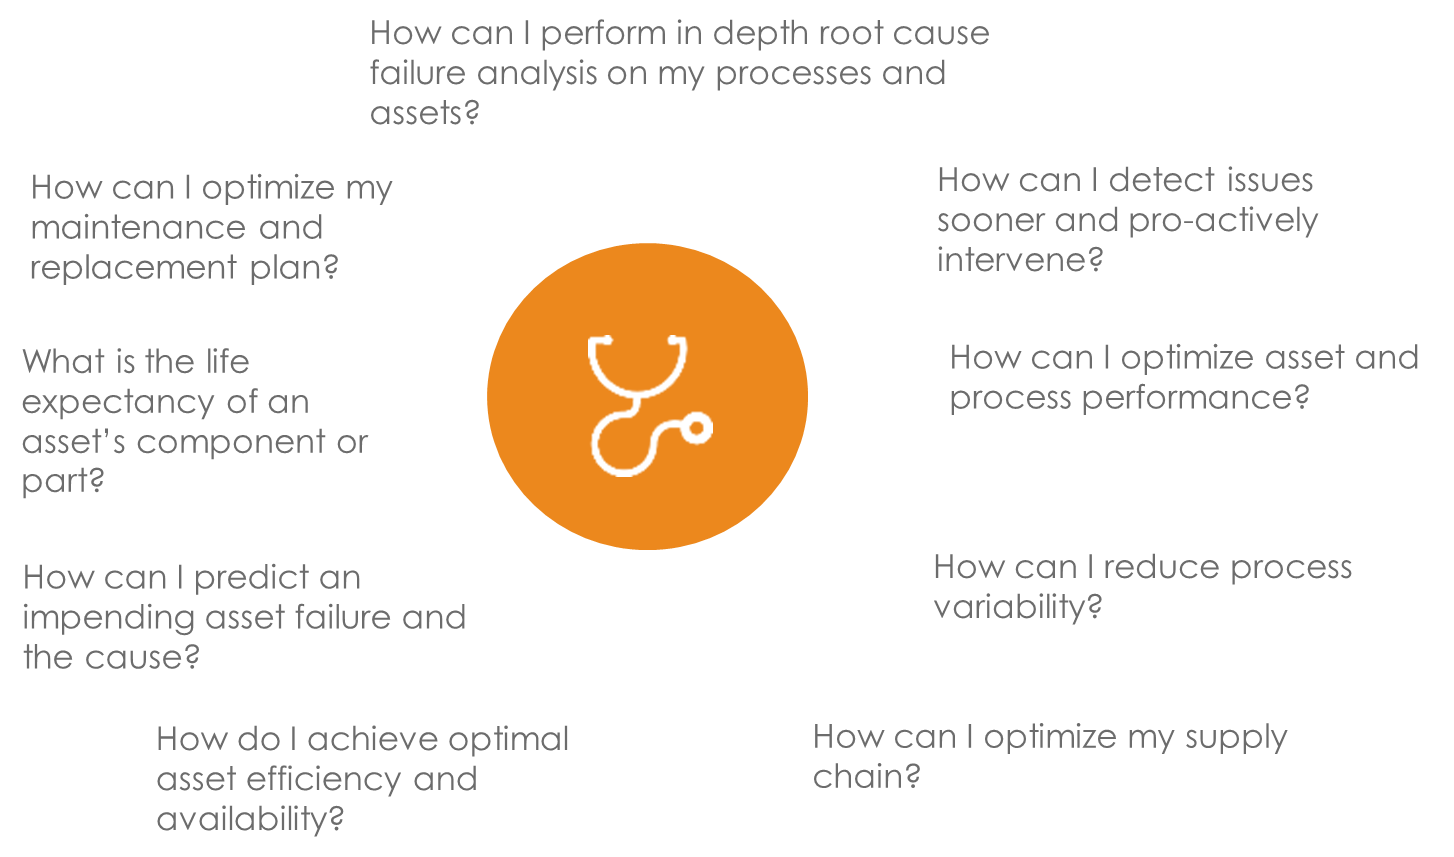 How can I perform in depth root cause
failure analysis on my processes and
assets?
How can I optimize my
maintenance and
replacement plan?
How can I detect issues
sooner and pro-actively
intervene?
What is the life
expectancy of an
asset’s component or
part?
How can I optimize asset and
process performance?
How can I predict an
impending asset failure and
the cause?
How can I reduce process
variability?
How do I achieve optimal
asset efficiency and
availability?
How can I optimize my supply
chain?